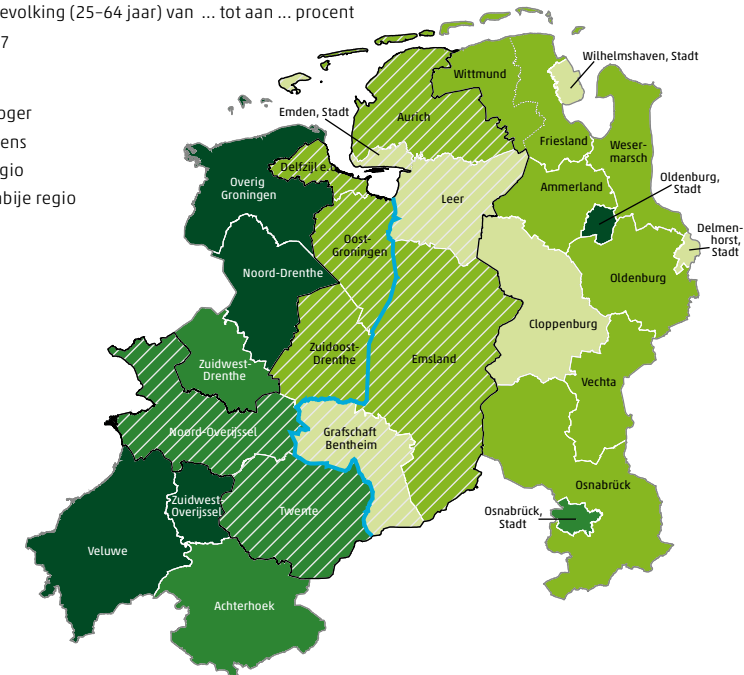 evolking (25–64 jaar) van ... tot aan ... procent
7
oger
ens
gio
abije regio
Wilhelmshaven, Stadt
Wittmund
Emden, Stadt
Aurich
Friesland
Weser-
marsch
Delfzijl e.o.
Overig
Groningen
Leer
Ammerland
Oldenburg,
Stadt
Delmen-
horst,
Stadt
Oost-
Groningen
Noord-Drenthe
Oldenburg
Cloppenburg
Zuidoost-
Drenthe
Emsland
Zuidwest-
Drenthe
Vechta
Noord-Overijssel
Grafschaft
Bentheim
Osnabrück
Zuidwest-
Overijssel
Twente
Osnabrück,
Stadt
Veluwe
Achterhoek